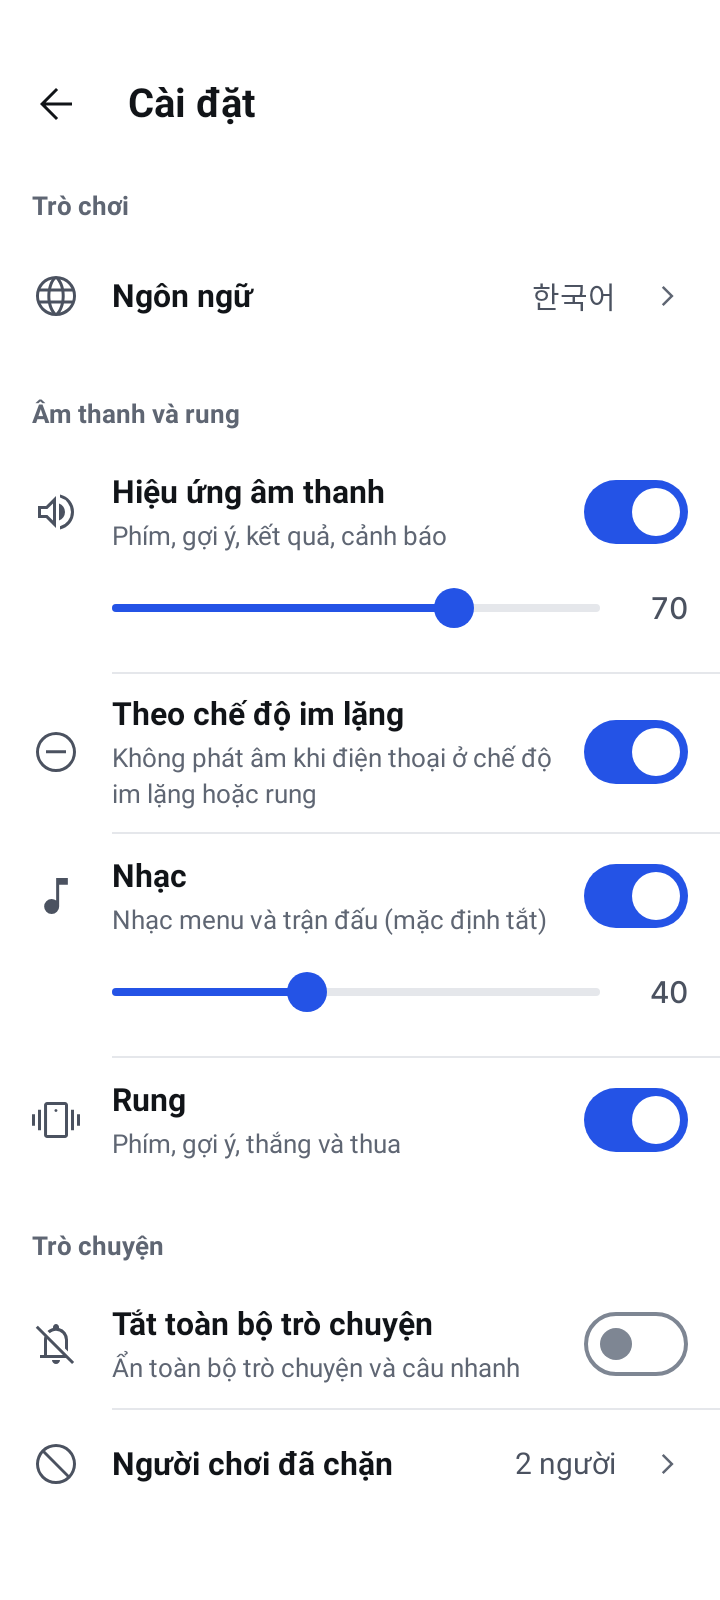 Cài đặt
Trò chơi
Ngôn ngữ 한국어
Âm thanh và rung
Hiệu ứng âm thanh
Phím, gợi ý, kết quả, cảnh báo
70
Theo chế độ im lặng
Không phát âm khi điện thoại ở chế độ
im lặng hoặc rung
Nhạc
Nhạc menu và trận đấu (mặc định tắt)
40
Rung
Phím, gợi ý, thắng và thua
Trò chuyện
Tắt toàn bộ trò chuyện
Ẩn toàn bộ trò chuyện và câu nhanh
Người chơi đã chặn 2 người